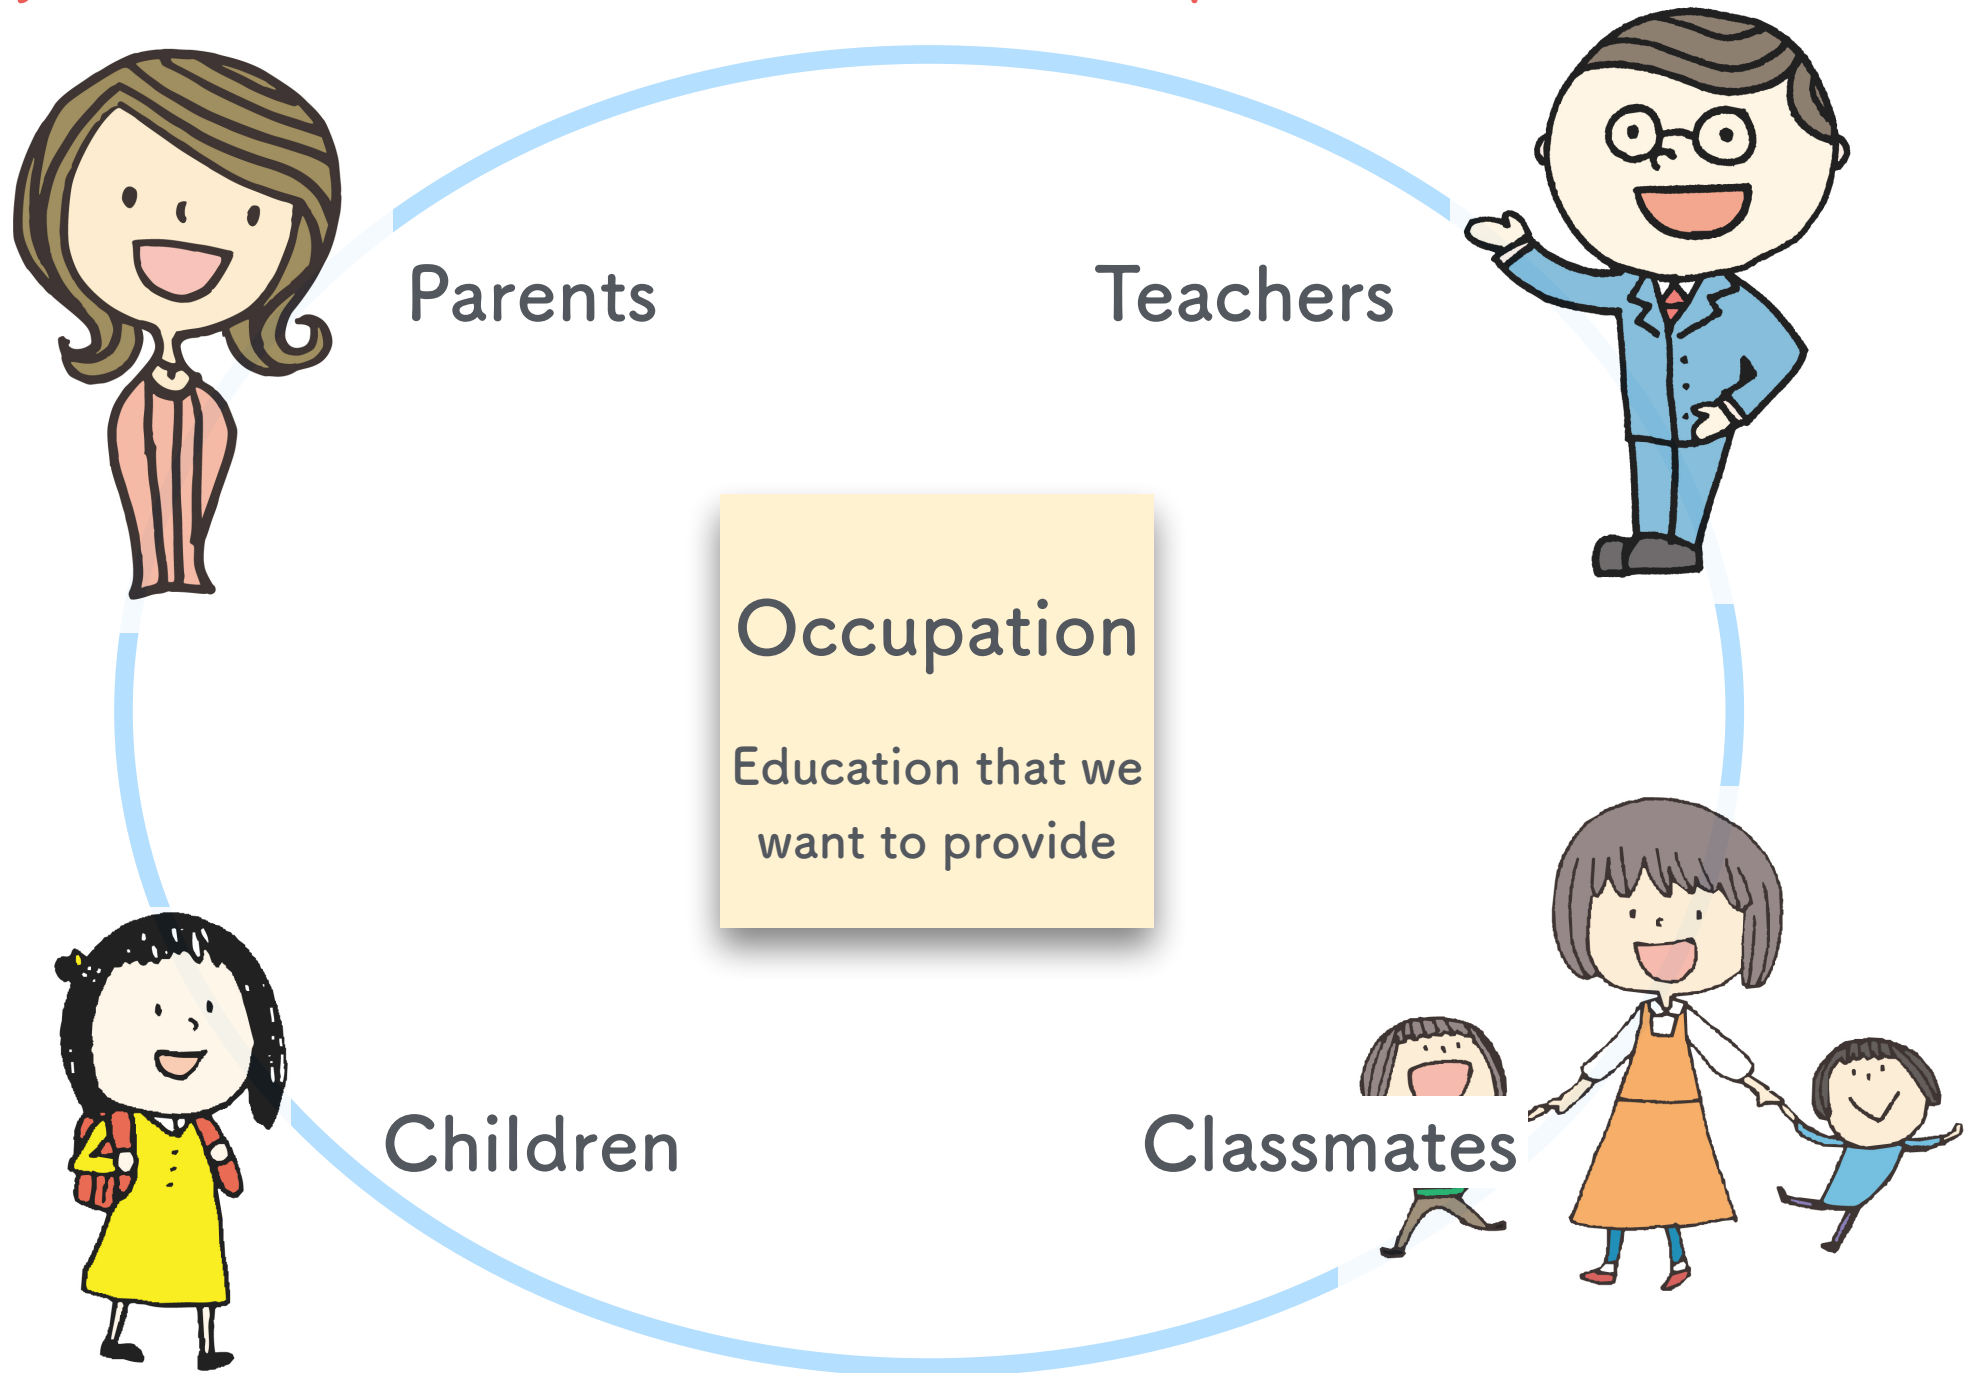 Parents
Teachers
Occupation
Education that we
want to provide
Children
Classmates